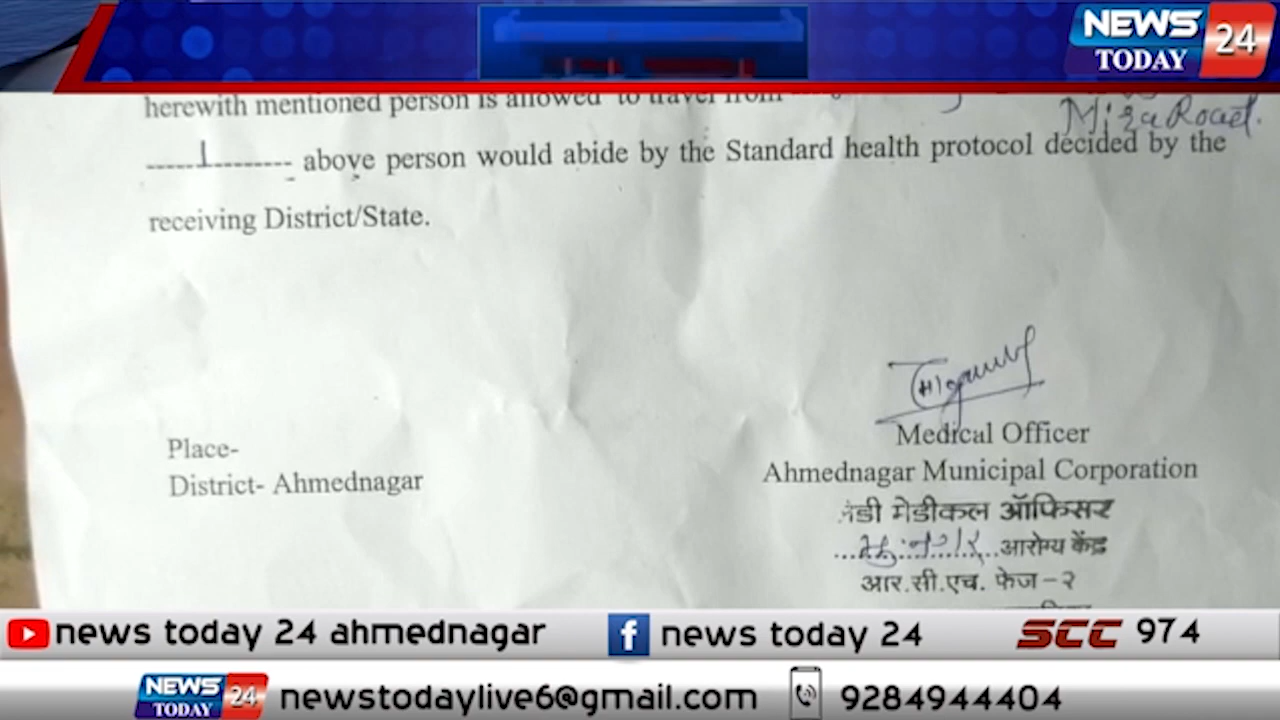 NEWS
24
TODAY
herewith mentioned person is allowed to travel from
Mira Road.
above person would abide by the Standard health protocol decided by the
receiving District/State.
Place-
District- Ahmednagar
Medical Officer
Ahmednagar Municipal Corporation
लेडी मेडीकल ऑफिसर
आरोग्य केंद्र
आर.सी.एच. फेज-२
news today 24 ahmednagar
f news today 24
SCC 974
NEWS
TODAY 24
newstodaylive6@gmail.com
9284944404